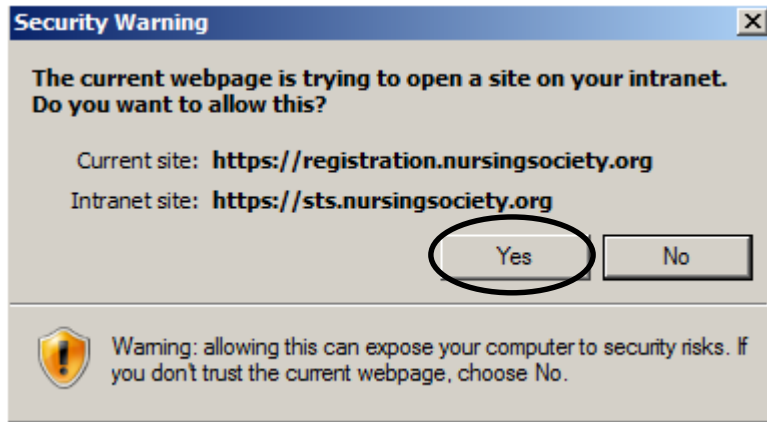 Security Warning
The current webpage is trying to open a site on your intranet.
Do you want to allow this?
Current site: https://registration.nursingsociety.org
Intranet site: https://sts.nursingsociety.org
Yes No
Warning: allowing this can expose your computer to security risks. If
you don't trust the current webpage, choose No.